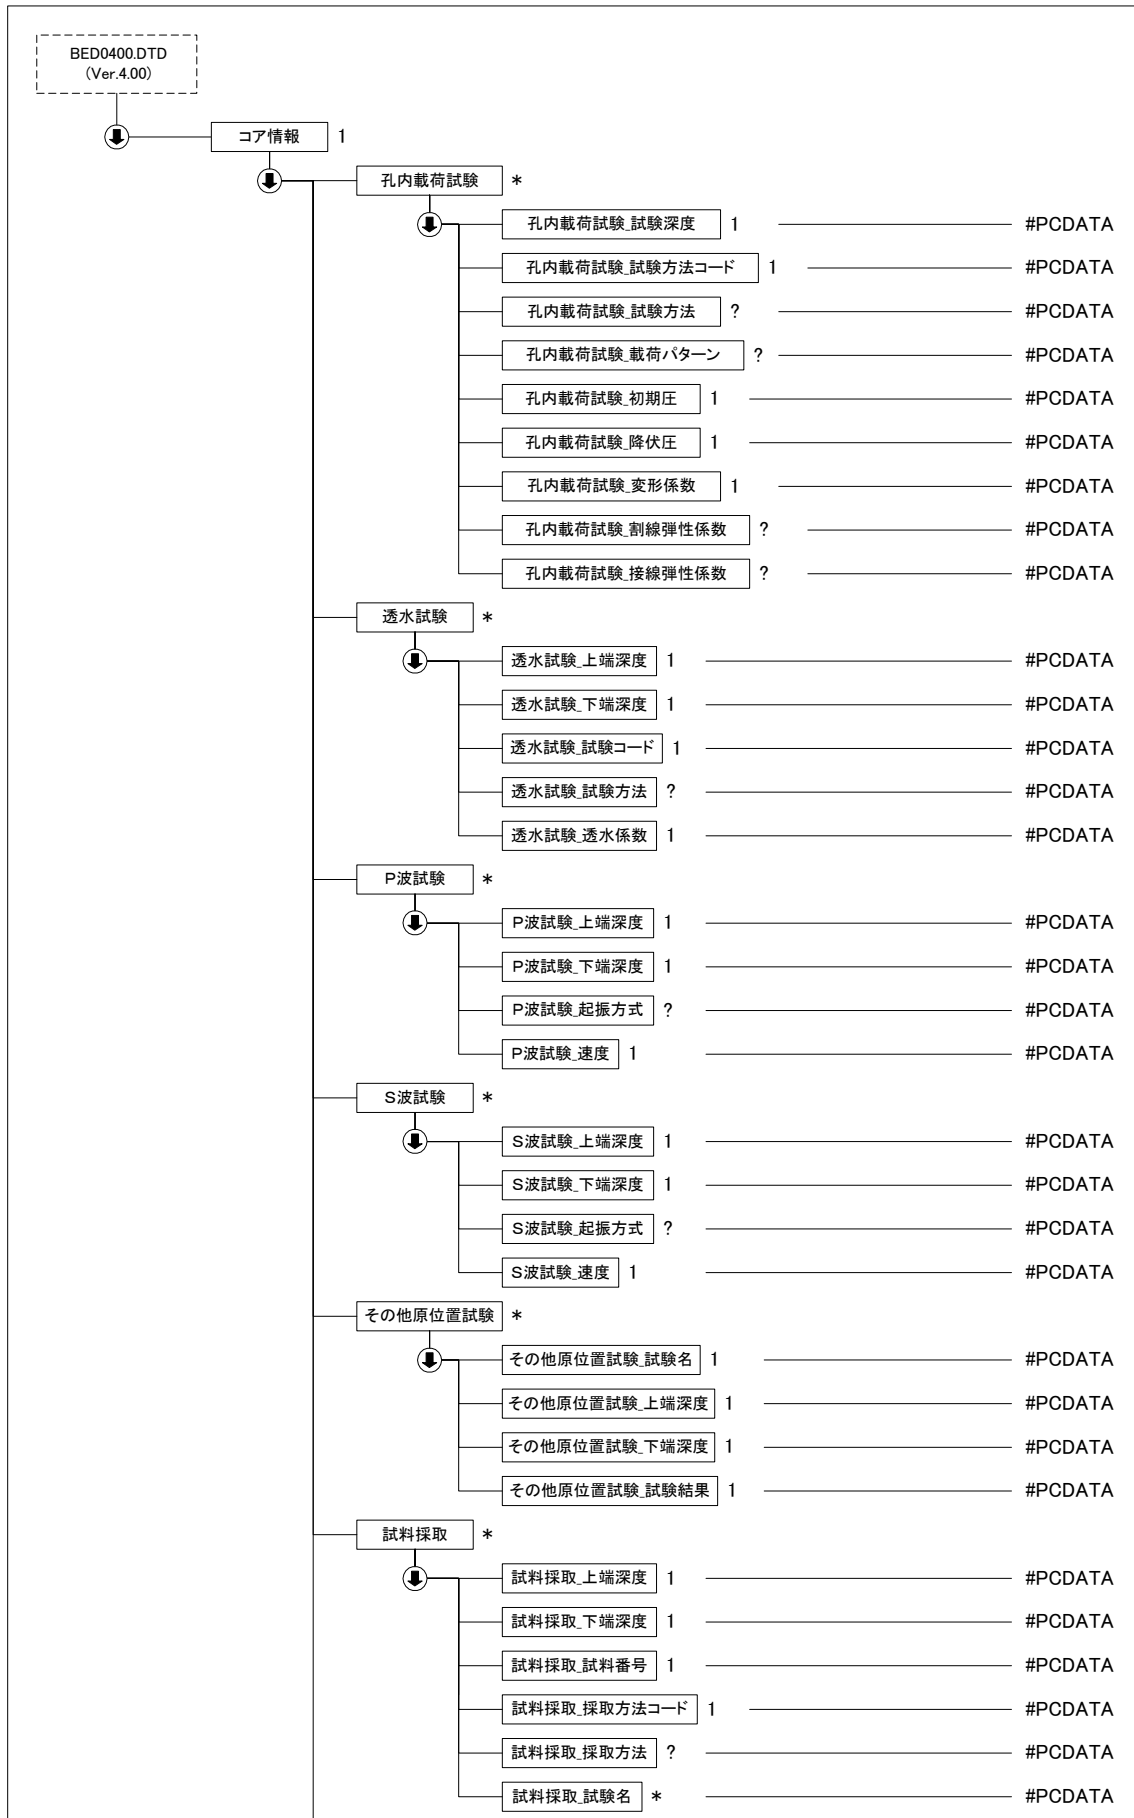 BED0400.DTD
(Ver.4.00)
コア情報 1
孔内載荷試験 *
孔内載荷試験_試験深度 1 #PCDATA
孔内載荷試験_試験方法コード 1 #PCDATA
孔内載荷試験_試験方法 ? #PCDATA
孔内載荷試験_載荷パターン ? #PCDATA
孔内載荷試験_初期圧 1 #PCDATA
孔内載荷試験_降伏圧 1 #PCDATA
孔内載荷試験_変形係数 1 #PCDATA
孔内載荷試験_割線弾性係数 ? #PCDATA
孔内載荷試験_接線弾性係数 ? #PCDATA
透水試験 *
透水試験_上端深度 1 #PCDATA
透水試験_下端深度 1 #PCDATA
透水試験_試験コード 1 #PCDATA
透水試験_試験方法 ? #PCDATA
透水試験_透水係数 1 #PCDATA
P波試験 *
P波試験_上端深度 1 #PCDATA
P波試験_下端深度 1 #PCDATA
P波試験_起振方式 ? #PCDATA
P波試験_速度 1 #PCDATA
S波試験 *
S波試験_上端深度 1 #PCDATA
S波試験_下端深度 1 #PCDATA
S波試験_起振方式 ? #PCDATA
S波試験_速度 1 #PCDATA
その他原位置試験 *
その他原位置試験_試験名 1 #PCDATA
その他原位置試験_上端深度 1 #PCDATA
その他原位置試験_下端深度 1 #PCDATA
その他原位置試験_試験結果 1 #PCDATA
試料採取 *
試料採取_上端深度 1 #PCDATA
試料採取_下端深度 1 #PCDATA
試料採取_試料番号 1 #PCDATA
試料採取_採取方法コード 1 #PCDATA
試料採取_採取方法 ? #PCDATA
試料採取_試験名 * #PCDATA